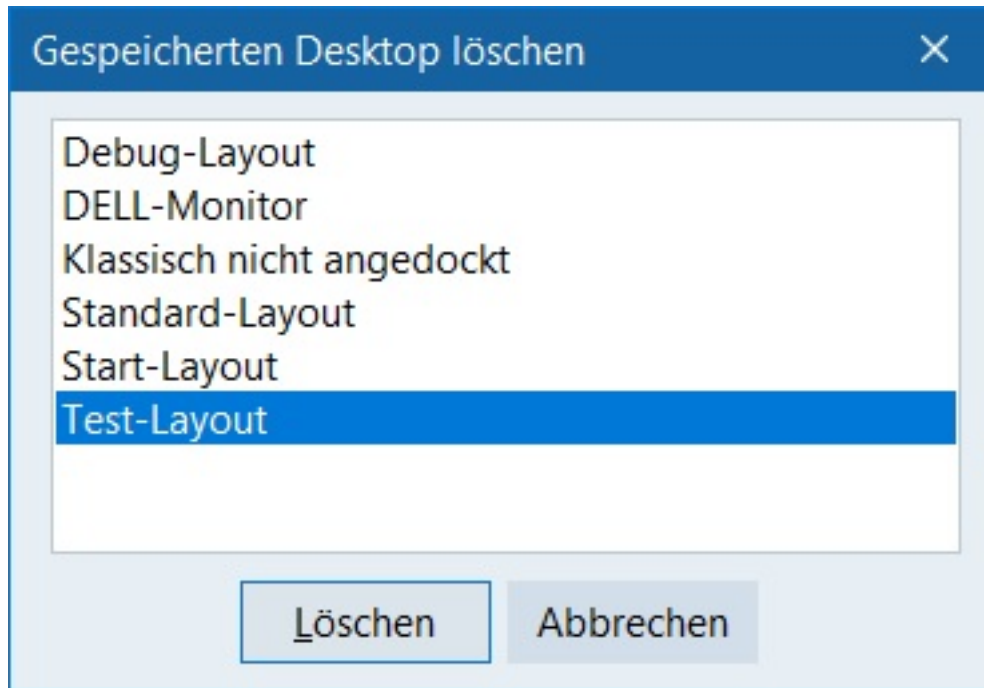 Gespeicherten Desktop löschen
Debug-Layout
DELL-Monitor
Klassisch nicht angedockt
Standard-Layout
Start-Layout
Test-Layout
Löschen Abbrechen